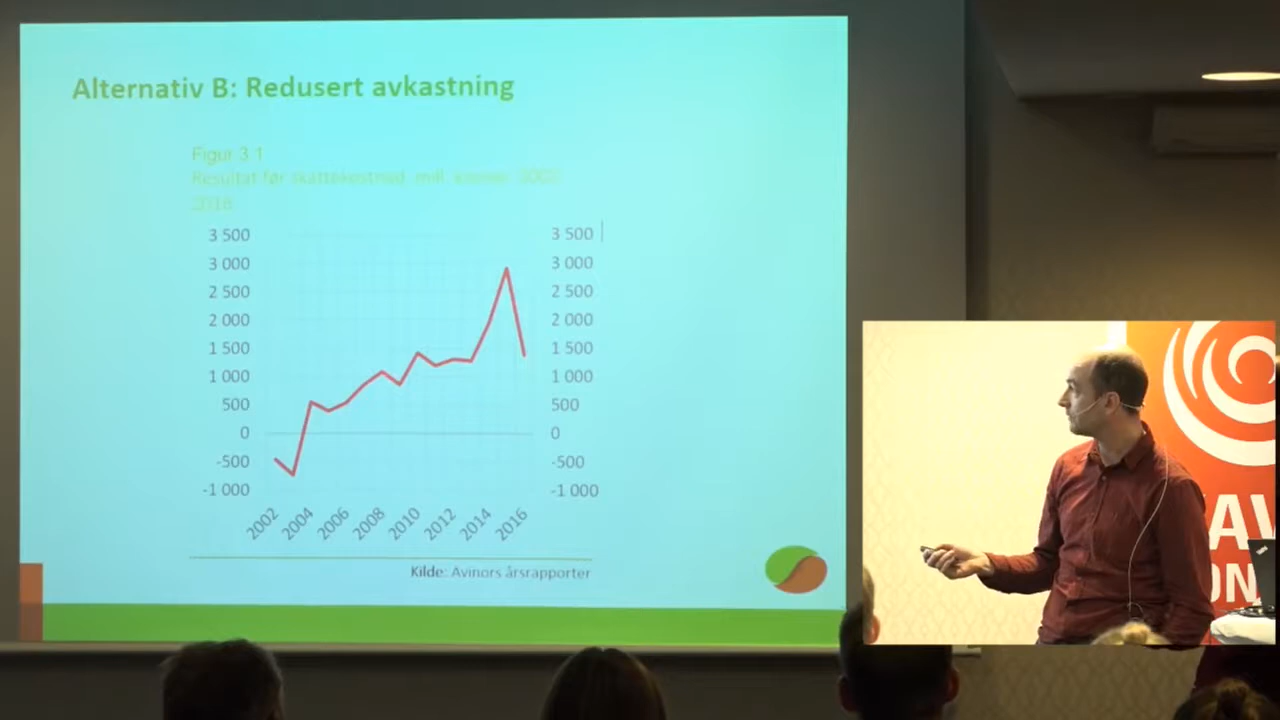 Alternativ B: Redusert avkastning
Figur 3.1
Resultat før skattekostnad, mill. kroner. 2002-
2016
3 500 3 500
3 000 3 000
2 500 2 500
2 000 2 000
1 500 1 500
1 000 1 000
500 500
0 0
-500 -500
-1 000 -1 000
2002 2004 2006 2008 2010 2012 2014 2016
Kilde: Avinors årsrapporter
AV
ON